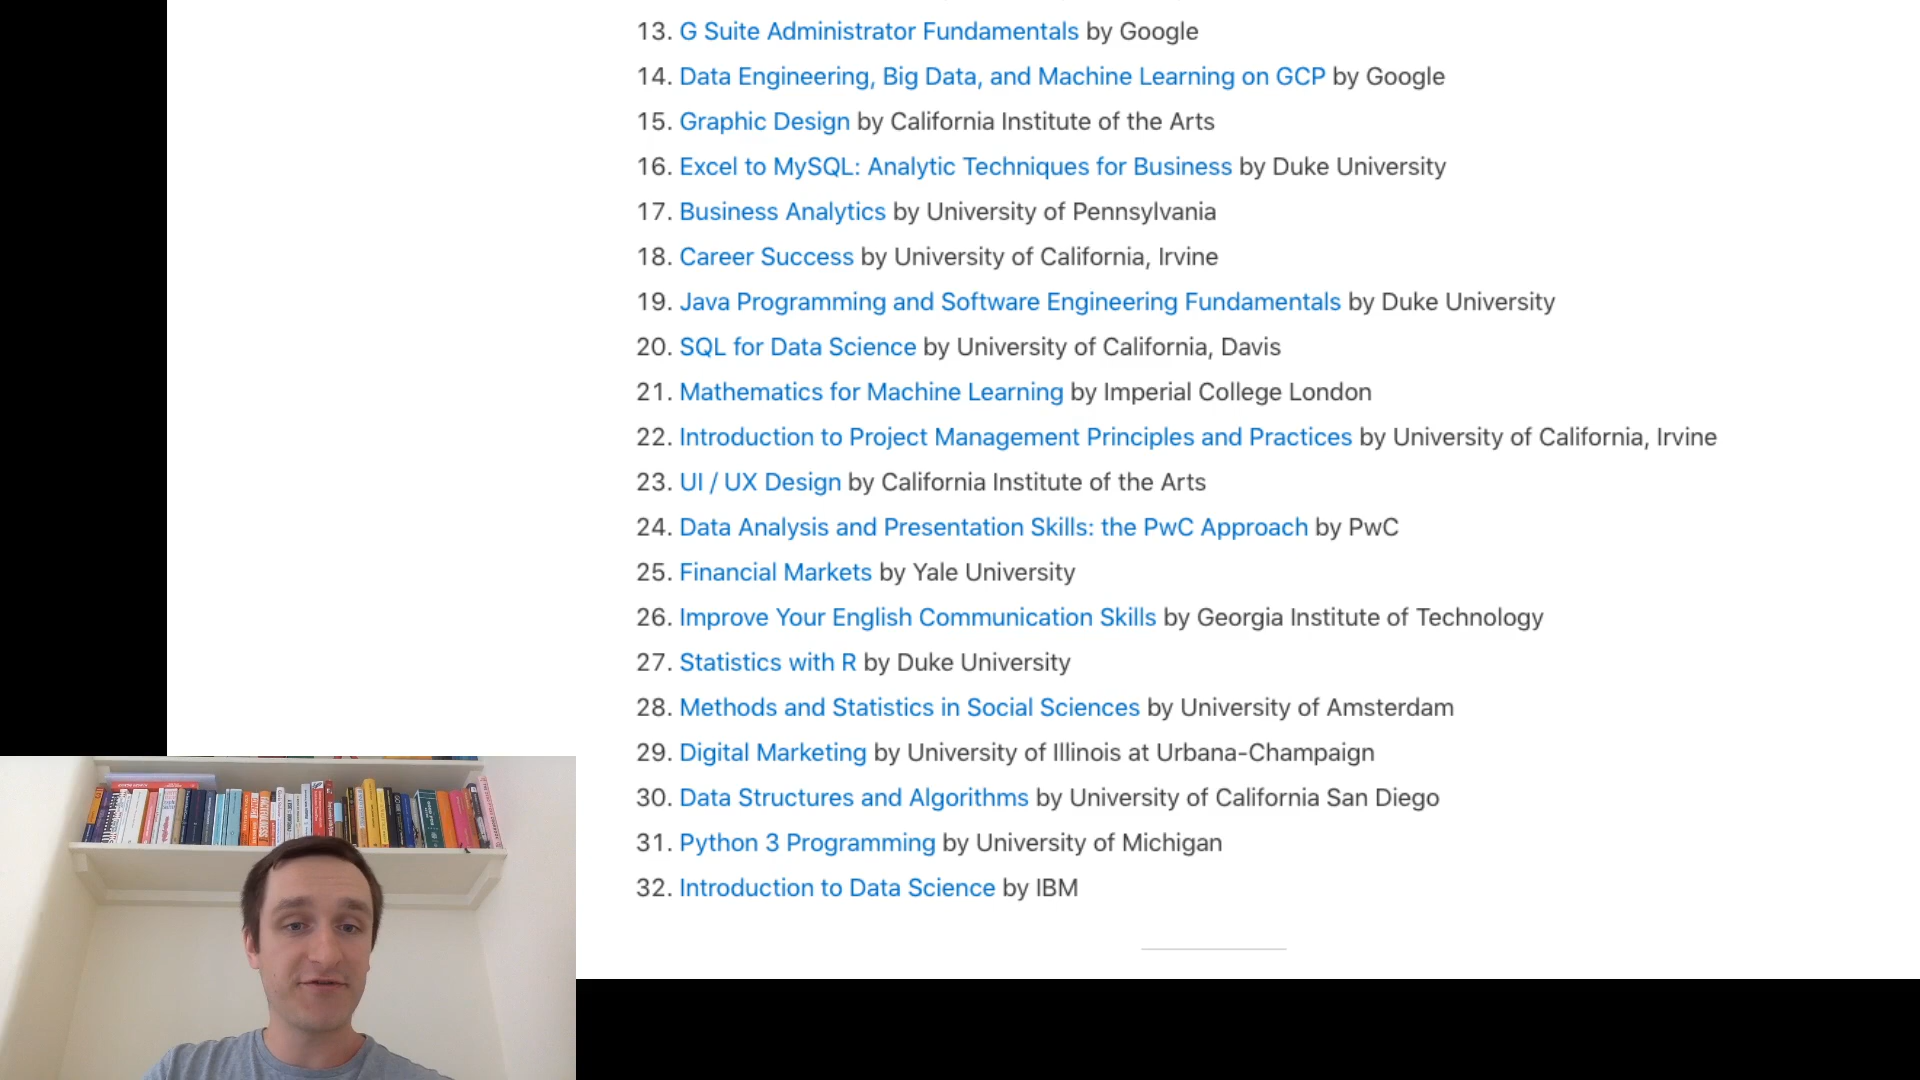 13. G Suite Administrator Fundamentals by Google
14. Data Engineering, Big Data, and Machine Learning on GCP by Google
15. Graphic Design by California Institute of the Arts
16. Excel to MySQL: Analytic Techniques for Business by Duke University
17. Business Analytics by University of Pennsylvania
18. Career Success by University of California, Irvine
19. Java Programming and Software Engineering Fundamentals by Duke University
20. SQL for Data Science by University of California, Davis
21. Mathematics for Machine Learning by Imperial College London
22. Introduction to Project Management Principles and Practices by University of California, Irvine
23. UI / UX Design by California Institute of the Arts
24. Data Analysis and Presentation Skills: the PwC Approach by PwC
25. Financial Markets by Yale University
26. Improve Your English Communication Skills by Georgia Institute of Technology
27. Statistics with R by Duke University
28. Methods and Statistics in Social Sciences by University of Amsterdam
29. Digital Marketing by University of Illinois at Urbana-Champaign
30. Data Structures and Algorithms by University of California San Diego
31. Python 3 Programming by University of Michigan
32. Introduction to Data Science by IBM